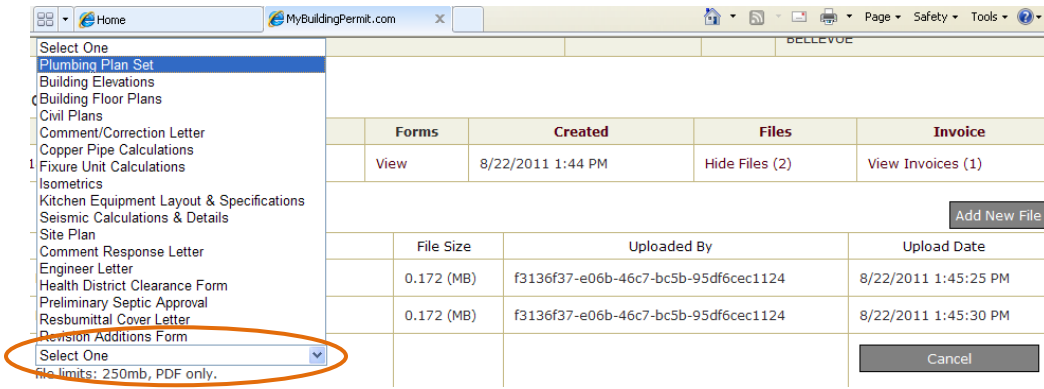 Home MyBuildingPermit.com x Page Safety Tools
Select One BELLEVUE
Plumbing Plan Set
Building Elevations
Building Floor Plans
Civil Plans
Comment/Correction Letter Forms Created Files Invoice
Copper Pipe Calculations
1 Fixure Unit Calculations View 8/22/2011 1:44 PM Hide Files (2) View Invoices (1)
Isometrics
Kitchen Equipment Layout & Specifications
Seismic Calculations & Details Add New File
Site Plan
Comment Response Letter File Size Uploaded By Upload Date
Engineer Letter
Health District Clearance Form 0.172 (MB) f3136f37-e06b-46c7-bc5b-95df6cec1124 8/22/2011 1:45:25 PM
Preliminary Septic Approval
Resbumittal Cover Letter 0.172 (MB) f3136f37-e06b-46c7-bc5b-95df6cec1124 8/22/2011 1:45:30 PM
Revision Additions Form
Select One Cancel
file limits: 250mb, PDF only.